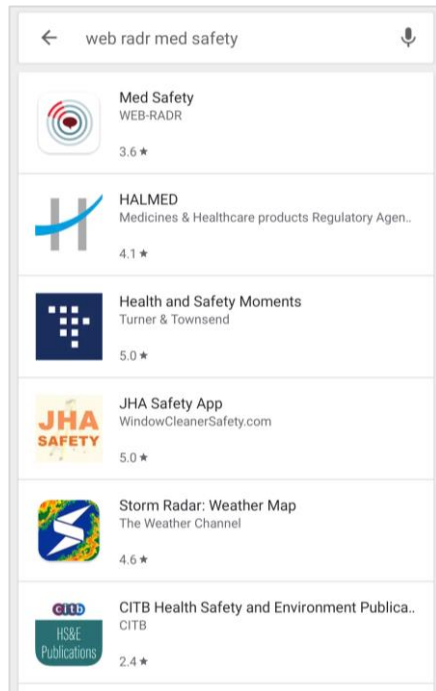 web radr med safety
Med Safety
WEB-RADR
3.6 ★
HALMED
Medicines & Healthcare products Regulatory Agen..
4.1 ★
Health and Safety Moments
Turner & Townsend
5.0 ★
JHA
SAFETY
JHA Safety App
WindowCleanerSafety.com
5.0 ★
Storm Radar: Weather Map
The Weather Channel
4.6 ★
citb
HS&E
Publications
CITB Health Safety and Environment Publica..
CITB
2.4 ★